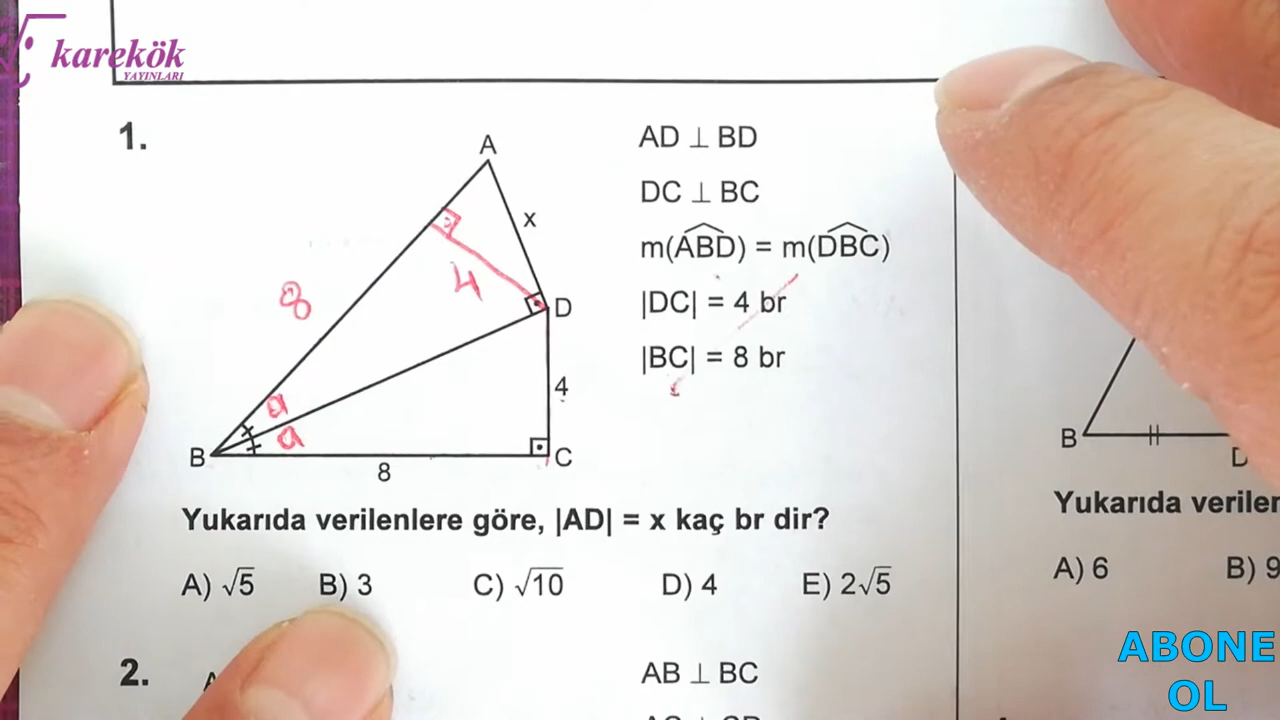 karekök
YAYINLARI
1.
A
x
D
4
C
8
B
8
4
a
a
AD ⊥ BD
DC ⊥ BC
m(ABD) = m(DBC)
|DC| = 4 br
|BC| = 8 br
Yukarıda verilenlere göre, |AD| = x kaç br dir?
A) √5 B) 3 C) √10 D) 4 E) 2√5
2.
AB ⊥ BC
B
D
A) 6 B) 9
ABONE
OL